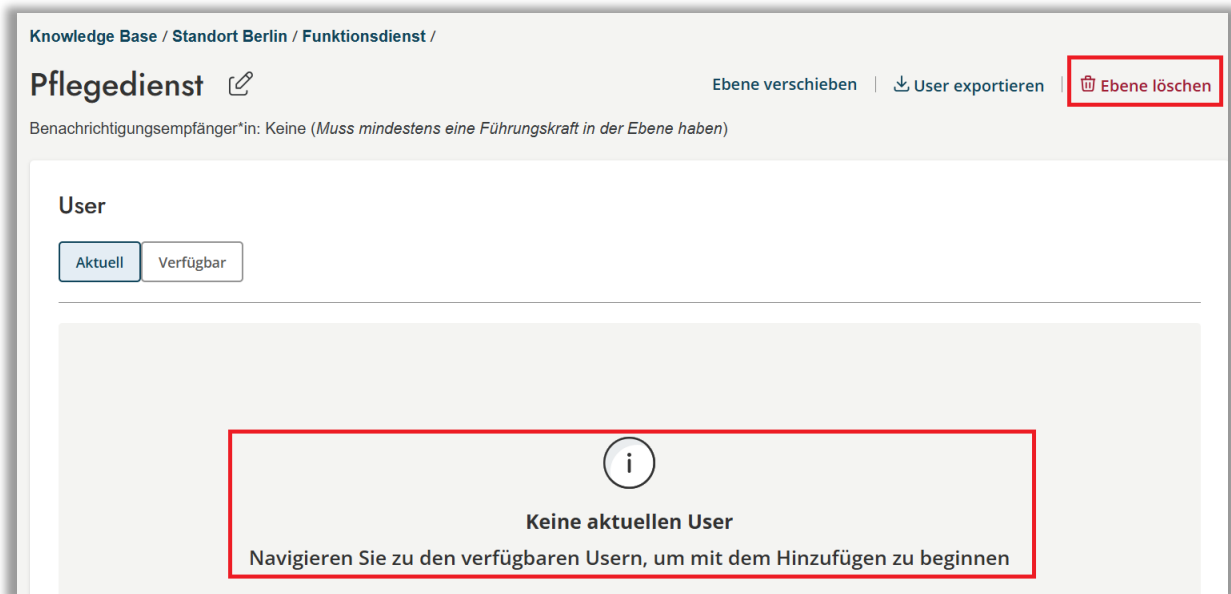 Knowledge Base / Standort Berlin / Funktionsdienst /
Pflegedienst
Ebene verschieben | User exportieren | Ebene löschen
Benachrichtigungsempfänger*in: Keine (Muss mindestens eine Führungskraft in der Ebene haben)
User
Aktuell Verfügbar
i
Keine aktuellen User
Navigieren Sie zu den verfügbaren Usern, um mit dem Hinzufügen zu beginnen